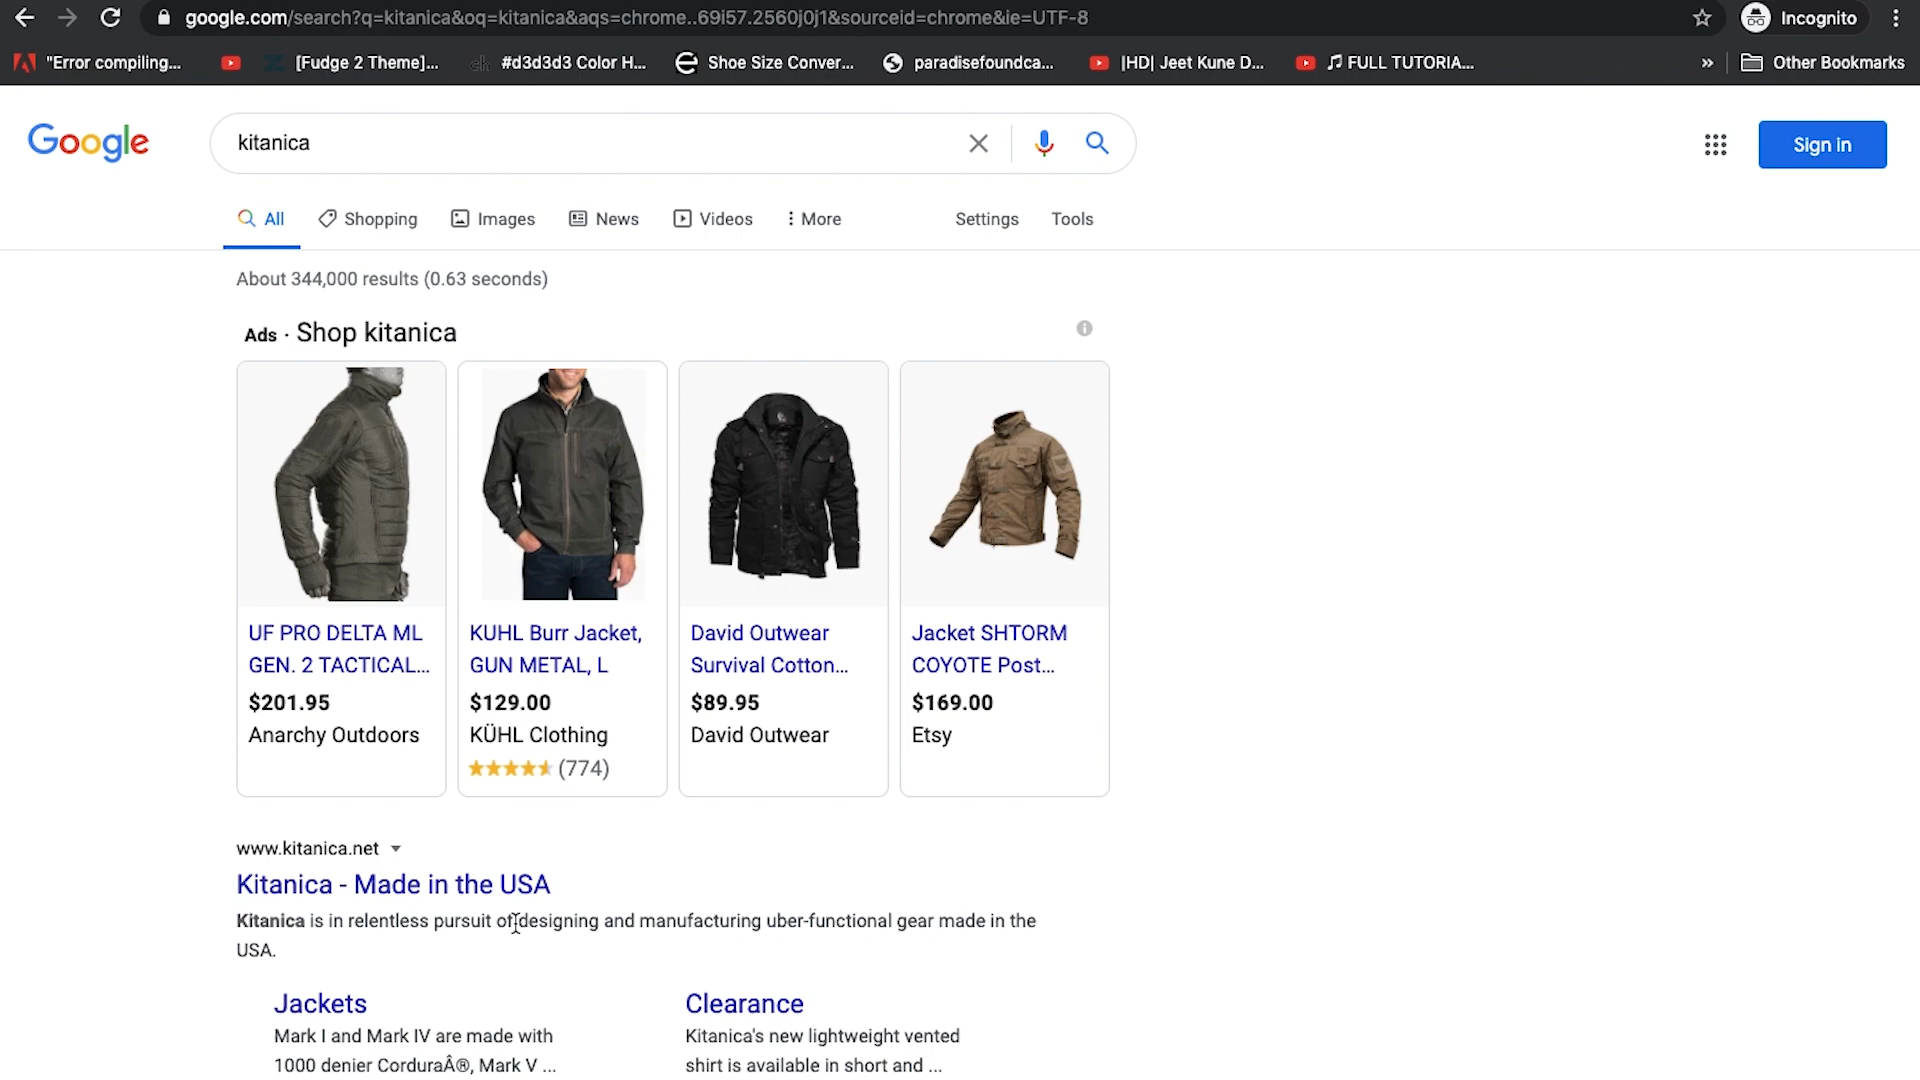 google.com/search?q=kitanica&oq=kitanica&aqs=chrome..69i57.2560j0j1&sourceid=chrome&ie=UTF-8
Incognito
"Error compiling...
[Fudge 2 Theme]...
#d3d3d3 Color H...
Shoe Size Conver...
paradisefoundca...
|HD| Jeet Kune D...
♫ FULL TUTORIA...
»
Other Bookmarks
Google
kitanica
Sign in
All
Shopping
Images
News
Videos
More
Settings
Tools
About 344,000 results (0.63 seconds)
Ads · Shop kitanica
UF PRO DELTA ML
GEN. 2 TACTICAL...
$201.95
Anarchy Outdoors
KUHL Burr Jacket,
GUN METAL, L
$129.00
KÜHL Clothing
(774)
David Outwear
Survival Cotton...
$89.95
David Outwear
Jacket SHTORM
COYOTE Post...
$169.00
Etsy
www.kitanica.net
Kitanica - Made in the USA
Kitanica is in relentless pursuit of designing and manufacturing uber-functional gear made in the
USA.
Jackets
Mark I and Mark IV are made with
1000 denier CorduraÂ®, Mark V ...
Clearance
Kitanica's new lightweight vented
shirt is available in short and ...